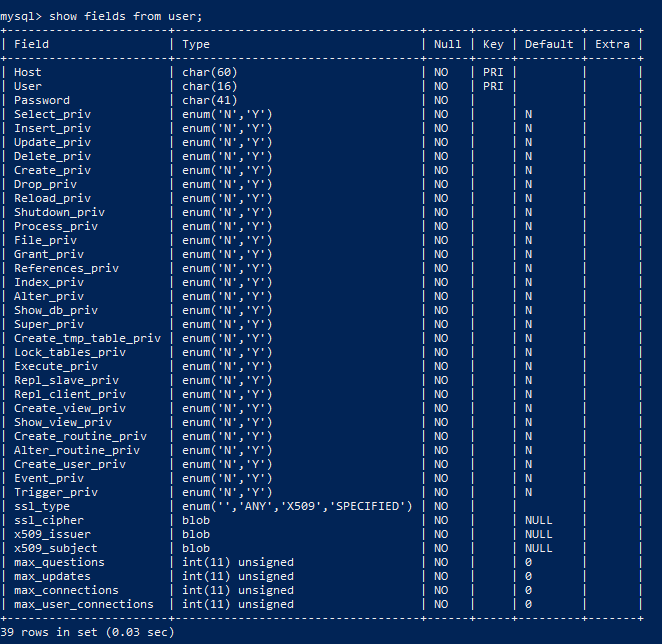 mysql> show fields from user;
+-----------------------+-----------------------------------+------+-----+---------+-------+
| Field                 | Type                              | Null | Key | Default | Extra |
+-----------------------+-----------------------------------+------+-----+---------+-------+
| Host                  | char(60)                          | NO   | PRI |         |       |
| User                  | char(16)                          | NO   | PRI |         |       |
| Password              | char(41)                          | NO   |     |         |       |
| Select_priv           | enum('N','Y')                     | NO   |     | N       |       |
| Insert_priv           | enum('N','Y')                     | NO   |     | N       |       |
| Update_priv           | enum('N','Y')                     | NO   |     | N       |       |
| Delete_priv           | enum('N','Y')                     | NO   |     | N       |       |
| Create_priv           | enum('N','Y')                     | NO   |     | N       |       |
| Drop_priv             | enum('N','Y')                     | NO   |     | N       |       |
| Reload_priv           | enum('N','Y')                     | NO   |     | N       |       |
| Shutdown_priv         | enum('N','Y')                     | NO   |     | N       |       |
| Process_priv          | enum('N','Y')                     | NO   |     | N       |       |
| File_priv             | enum('N','Y')                     | NO   |     | N       |       |
| Grant_priv            | enum('N','Y')                     | NO   |     | N       |       |
| References_priv       | enum('N','Y')                     | NO   |     | N       |       |
| Index_priv            | enum('N','Y')                     | NO   |     | N       |       |
| Alter_priv            | enum('N','Y')                     | NO   |     | N       |       |
| Show_db_priv          | enum('N','Y')                     | NO   |     | N       |       |
| Super_priv            | enum('N','Y')                     | NO   |     | N       |       |
| Create_tmp_table_priv | enum('N','Y')                     | NO   |     | N       |       |
| Lock_tables_priv      | enum('N','Y')                     | NO   |     | N       |       |
| Execute_priv          | enum('N','Y')                     | NO   |     | N       |       |
| Repl_slave_priv       | enum('N','Y')                     | NO   |     | N       |       |
| Repl_client_priv      | enum('N','Y')                     | NO   |     | N       |       |
| Create_view_priv      | enum('N','Y')                     | NO   |     | N       |       |
| Show_view_priv        | enum('N','Y')                     | NO   |     | N       |       |
| Create_routine_priv   | enum('N','Y')                     | NO   |     | N       |       |
| Alter_routine_priv    | enum('N','Y')                     | NO   |     | N       |       |
| Create_user_priv      | enum('N','Y')                     | NO   |     | N       |       |
| Event_priv            | enum('N','Y')                     | NO   |     | N       |       |
| Trigger_priv          | enum('N','Y')                     | NO   |     | N       |       |
| ssl_type              | enum('','ANY','X509','SPECIFIED') | NO   |     |         |       |
| ssl_cipher            | blob                              | NO   |     | NULL    |       |
| x509_issuer           | blob                              | NO   |     | NULL    |       |
| x509_subject          | blob                              | NO   |     | NULL    |       |
| max_questions         | int(11) unsigned                  | NO   |     | 0       |       |
| max_updates           | int(11) unsigned                  | NO   |     | 0       |       |
| max_connections       | int(11) unsigned                  | NO   |     | 0       |       |
| max_user_connections  | int(11) unsigned                  | NO   |     | 0       |       |
+-----------------------+-----------------------------------+------+-----+---------+-------+
39 rows in set (0.03 sec)